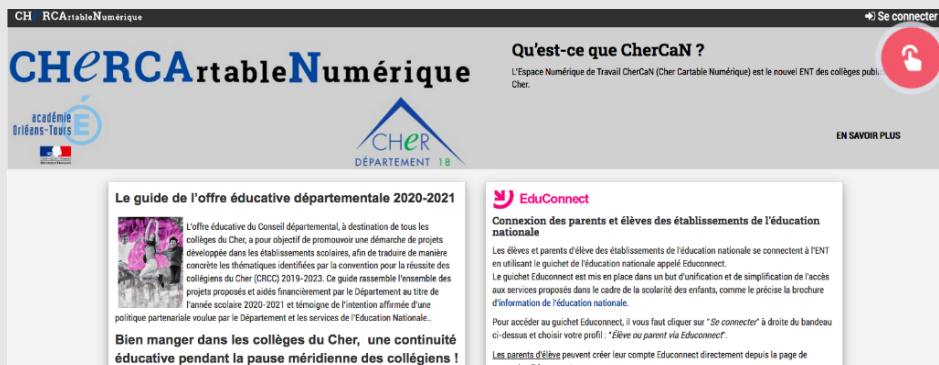 CH RCArtableNumérique
Se connecter
CHeRCArtableNumérique
académie
Orléans-Tours
CHeR
DÉPARTEMENT 18
Qu'est-ce que CherCaN ?
L'Espace Numérique de Travail CherCaN (Cher Cartable Numérique) est le nouvel ENT des collèges
Cher.
EN SAVOIR PLUS
Le guide de l'offre éducative départementale 2020-2021
L'offre éducative du Conseil départemental, à destination de tous les
collèges du Cher, a pour objectif de promouvoir une démarche de projets
développée dans les établissements scolaires, afin de traduire de manière
concrète les thématiques identifiées par la convention pour la réussite des
collégiens du Cher (CRCC) 2019-2023. Ce guide rassemble l'ensemble des
projets proposés et aidés financièrement par le Département au titre de
l'année scolaire 2020-2021 et témoigne de l'intention affirmée d'une
politique partenariale voulue par le Département et les services de l'Education Nationale..
Bien manger dans les collèges du Cher, une continuité
éducative pendant la pause méridienne des collégiens !
EduConnect
Connexion des parents et élèves des établissements de l'éducation
nationale
Les élèves et parents d'élève des établissements de l'éducation nationale se connectent à l'ENT
en utilisant le guichet de l'éducation nationale appelé Educonnect.
Le guichet Educonnect est mis en place dans un but d'unification et de simplification de l'accès
aux services proposés dans le cadre de la scolarité des enfants, comme le précise la brochure
d'information de l'éducation nationale.
Pour accéder au guichet Educonnect, il vous faut cliquer sur "Se connecter" à droite du bandeau
ci-dessus et choisir votre profil : "Élève ou parent via Educonnect".
Les parents d'élève peuvent créer leur compte Educonnect directement depuis la page de